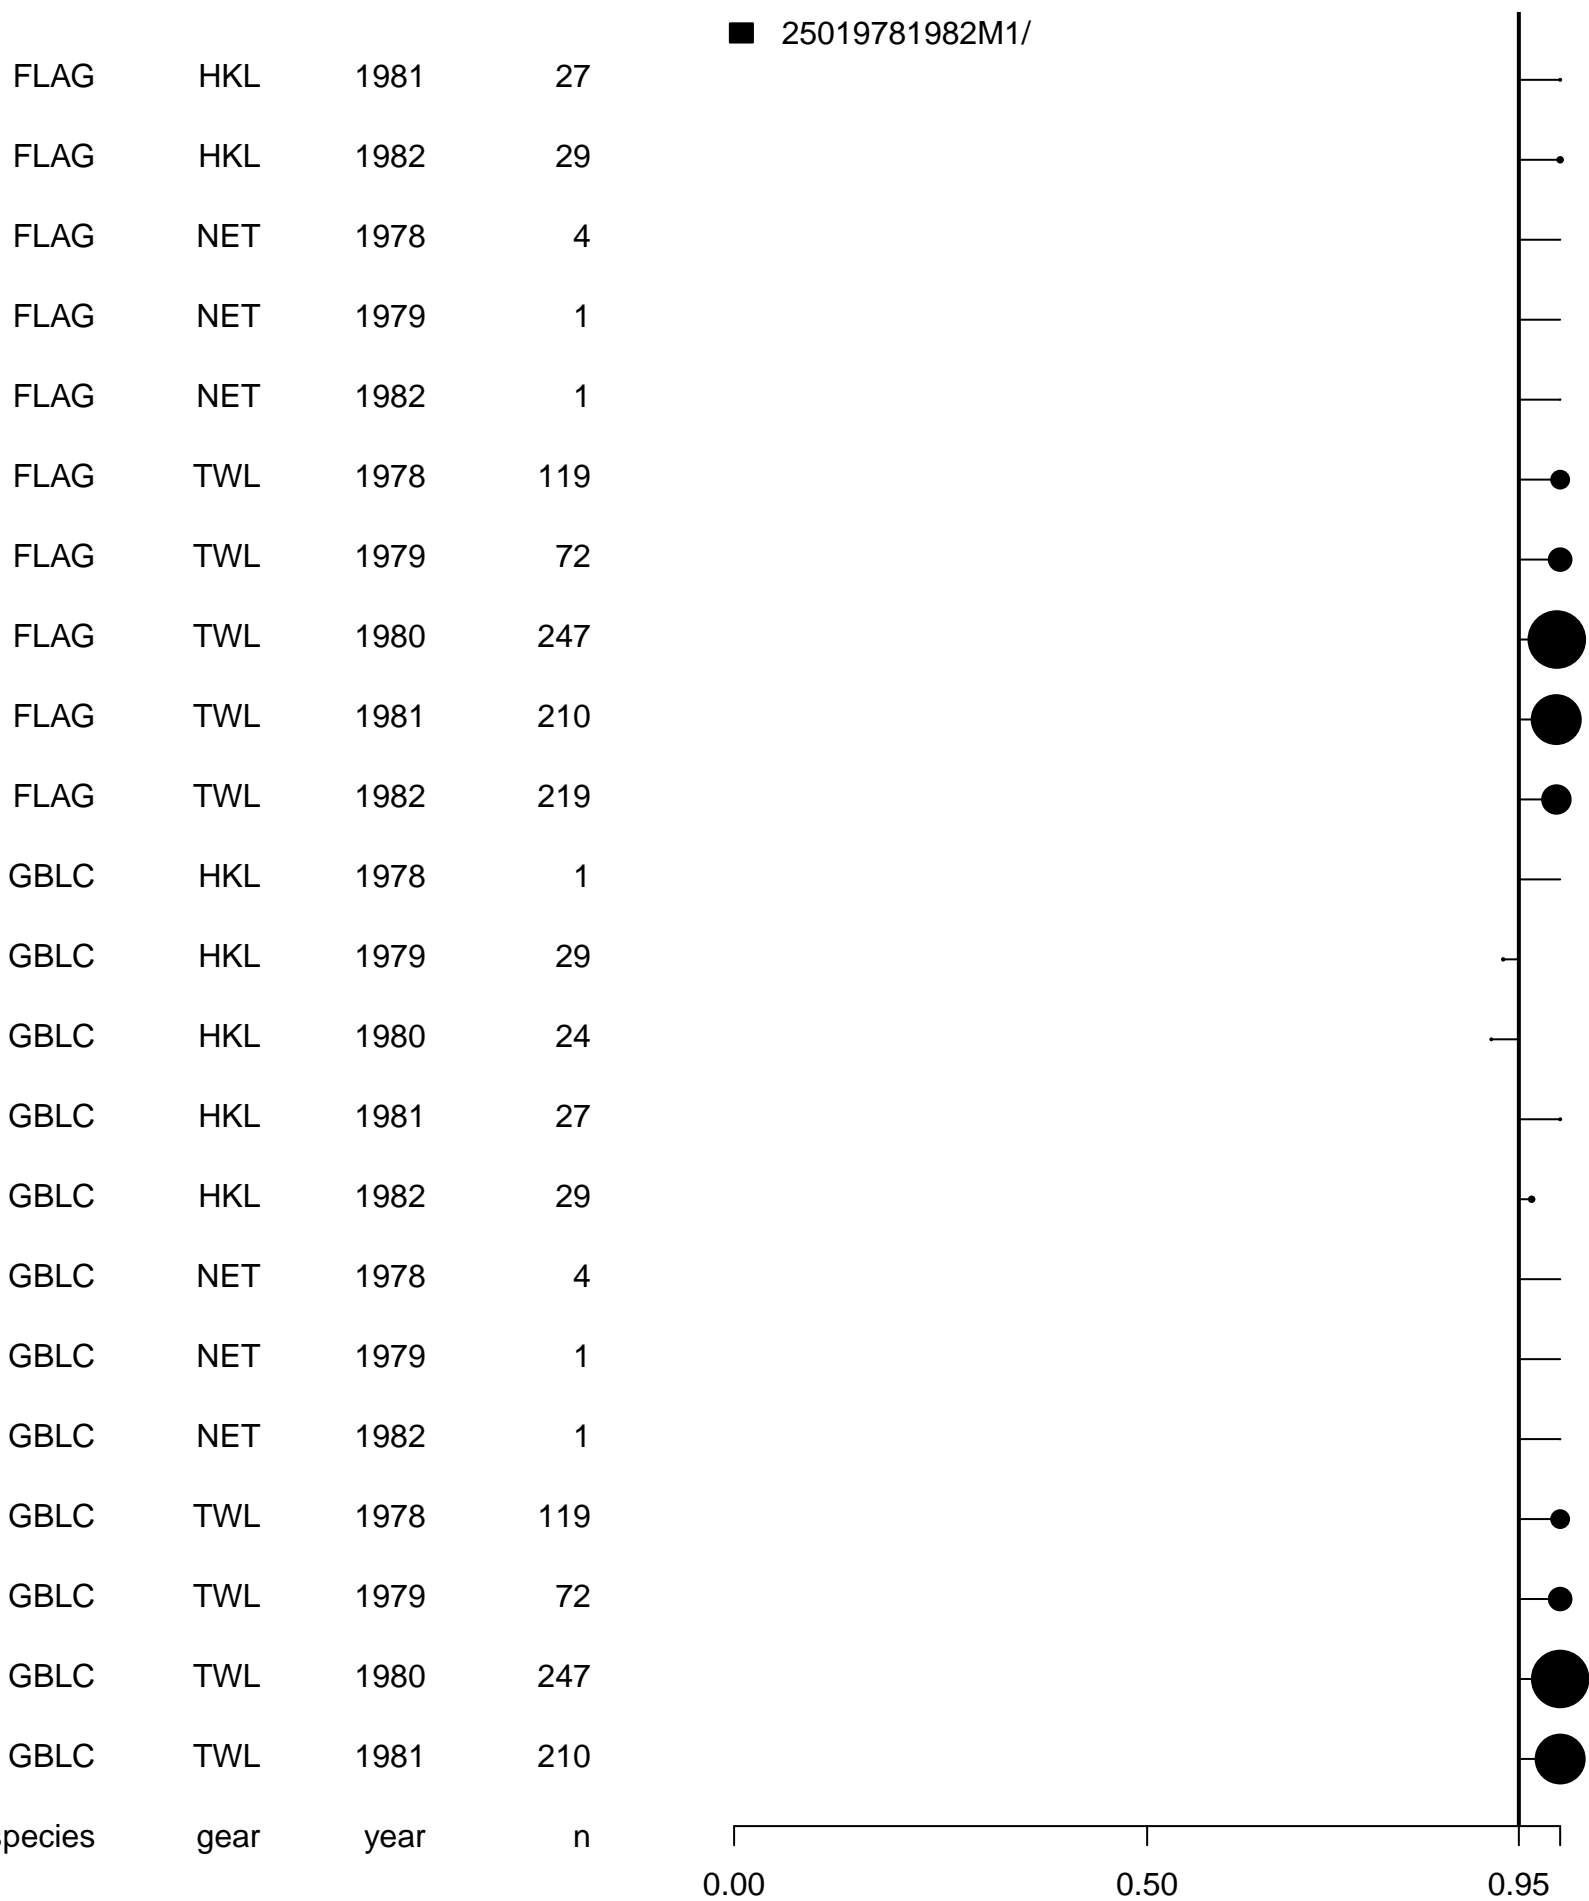 25019781982M1/
FLAG HKL 1981 27
FLAG HKL 1982 29
FLAG NET 1978 4
FLAG NET 1979 1
FLAG NET 1982 1
FLAG TWL 1978 119
FLAG TWL 1979 72
FLAG TWL 1980 247
FLAG TWL 1981 210
FLAG TWL 1982 219
GBLC HKL 1978 1
GBLC HKL 1979 29
GBLC HKL 1980 24
GBLC HKL 1981 27
GBLC HKL 1982 29
GBLC NET 1978 4
GBLC NET 1979 1
GBLC NET 1982 1
GBLC TWL 1978 119
GBLC TWL 1979 72
GBLC TWL 1980 247
GBLC TWL 1981 210
pecies gear year n
0.00 0.50 0.95